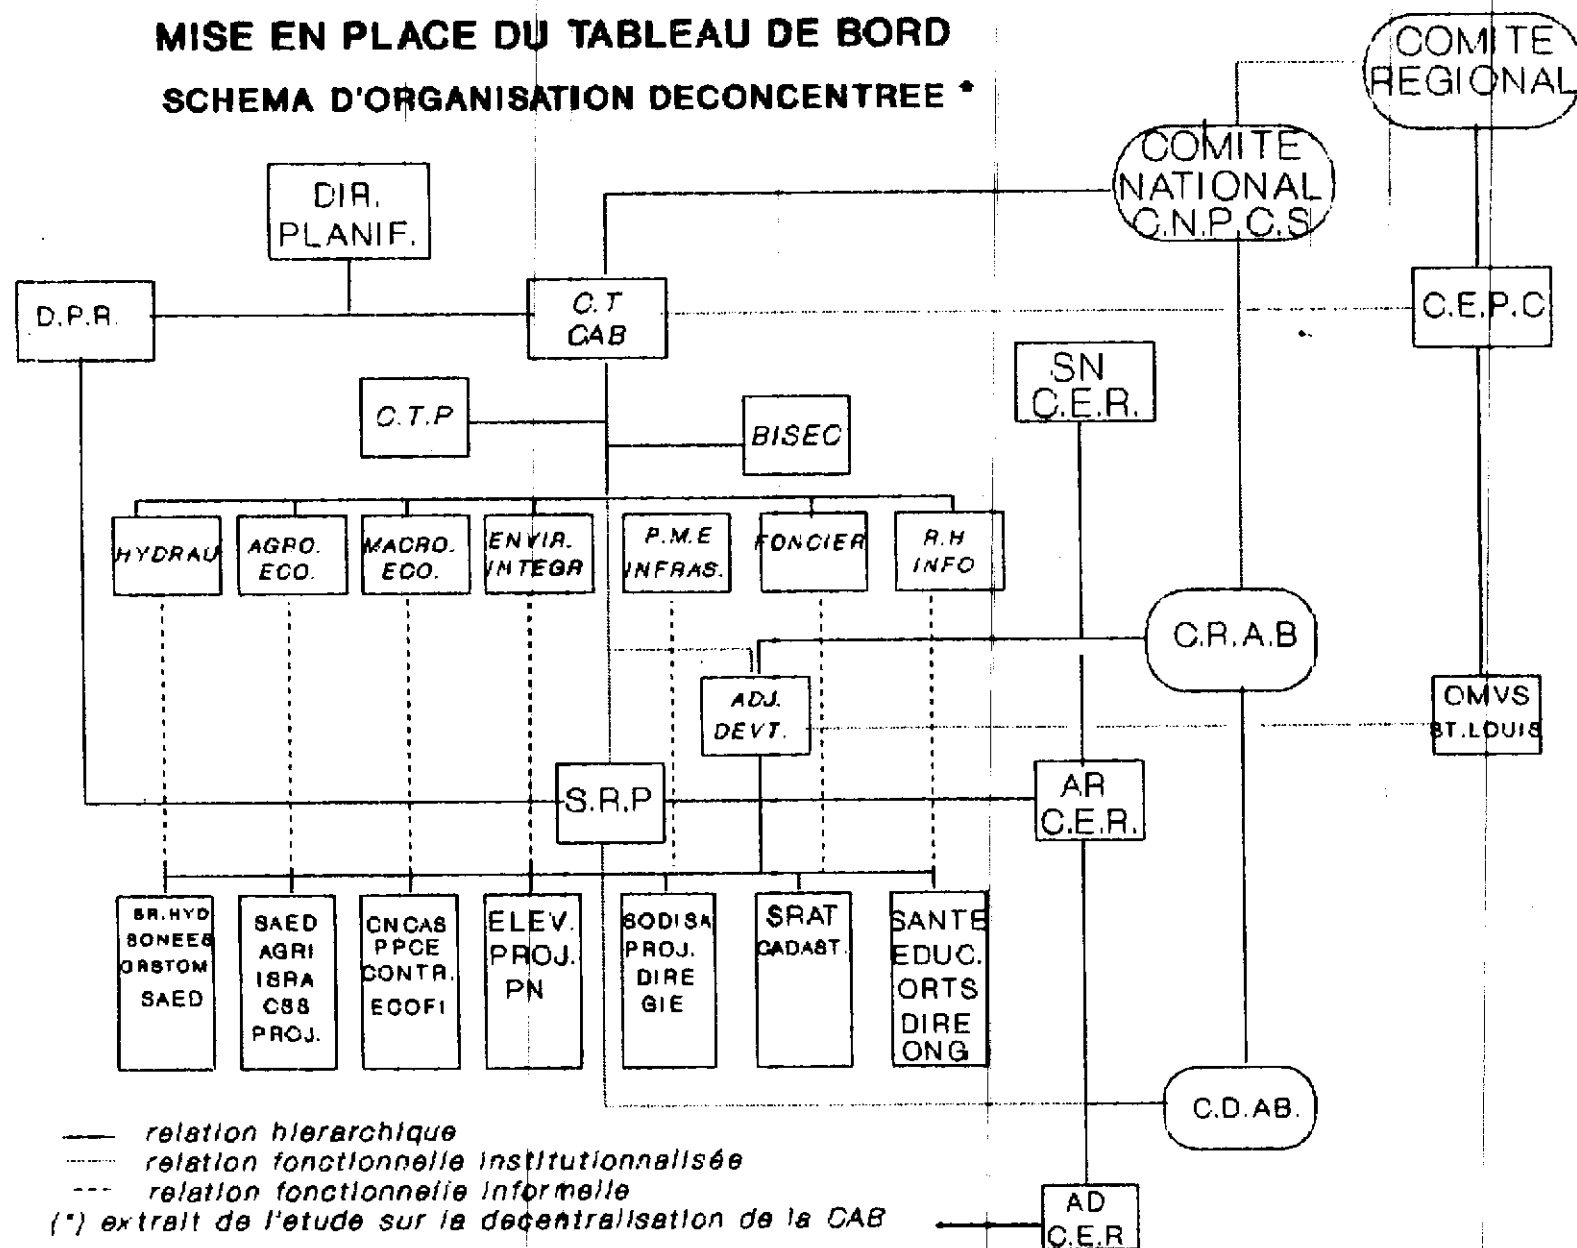 MISE EN PLACE DU TABLEAU DE BORD
SCHEMA D'ORGANISATION DECONCENTREE *
COMITE
REGIONAL
COMITE
NATIONAL
C.N.P.C.S
DIR.
PLANIF.
D.P.R.
C.T
CAB
C.E.P.C
SN
C.E.R.
C.T.P
BISEC
HYDRAU
AGRO.
ECO.
MACRO.
ECO.
ENVIR.
INTEGR
P.M.E
INFRAS.
FONCIER
R.H
INFO
C.R.A.B
ADJ.
DEVT.
OMVS
ST.LOUIS
S.R.P
AR
C.E.R.
BR.HYD
SONEES
ORSTOM
SAED
SAED
AGRI
ISRA
CSS
PROJ.
CNCAS
PPCE
CONTR.
ECOFI
ELEV.
PROJ.
PN
SODISA
PROJ.
DIRE
GIE
SRAT
CADAST.
SANTE
EDUC.
ORTS
DIRE
ONG
C.D.AB.
relation hierarchique
relation fonctionnelle institutionnalisée
relation fonctionnelle informelle
(*) extrait de l'etude sur la decentralisation de la CAB
AD
C.E.R